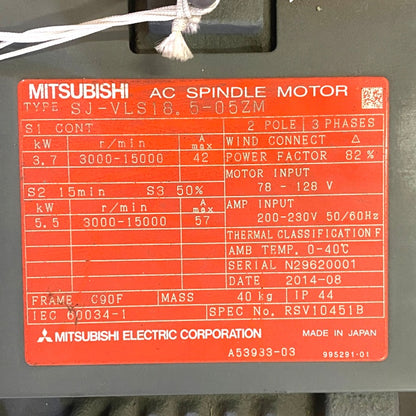 MITSUBISHI AC SPINDLE MOTOR
TYPE SJ-VLS18.5-05ZM
S1 CONT 2 POLE 3 PHASES
kW r/min A max WIND CONNECT △
3.7 3000-15000 42 POWER FACTOR 82%
MOTOR INPUT
S2 15min S3 50% 78 - 128 V
kW r/min A max AMP INPUT
5.5 3000-15000 57 200-230V 50/60Hz
THERMAL CLASSIFICATION F
AMB TEMP. 0-40℃
SERIAL N29620001
DATE 2014-08
FRAME C90F MASS 40kg IP 44
IEC 60034-1 SPEC No. RSV10451B
MITSUBISHI ELECTRIC CORPORATION MADE IN JAPAN
A53933-03 995291-01